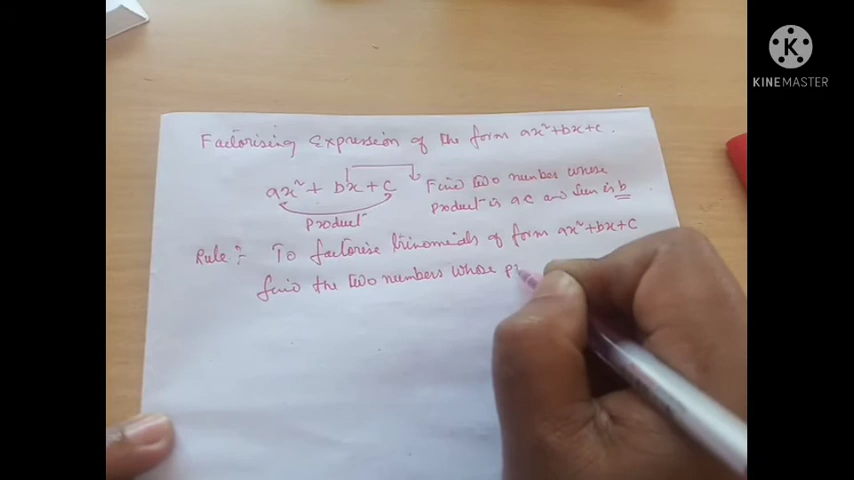 K
KINEMASTER
Factorising Expression of the form ax²+bx+c.
ax²+ bx+c
Find two number whose
product is ac and sum is b
product
Rule:- To factorise trinomials of form ax²+bx+c
find the two numbers whose p